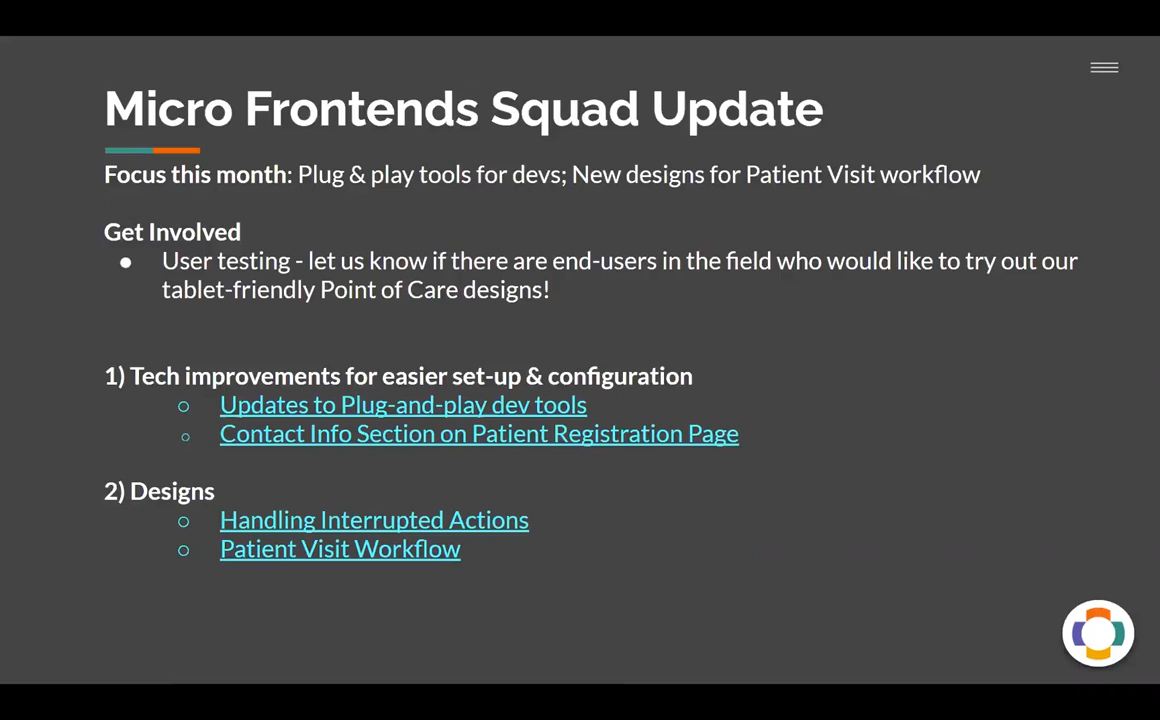 Micro Frontends Squad Update
Focus this month: Plug & play tools for devs; New designs for Patient Visit workflow
Get Involved
● User testing - let us know if there are end-users in the field who would like to try out our
tablet-friendly Point of Care designs!
1) Tech improvements for easier set-up & configuration
○ Updates to Plug-and-play dev tools
○ Contact Info Section on Patient Registration Page
2) Designs
○ Handling Interrupted Actions
○ Patient Visit Workflow